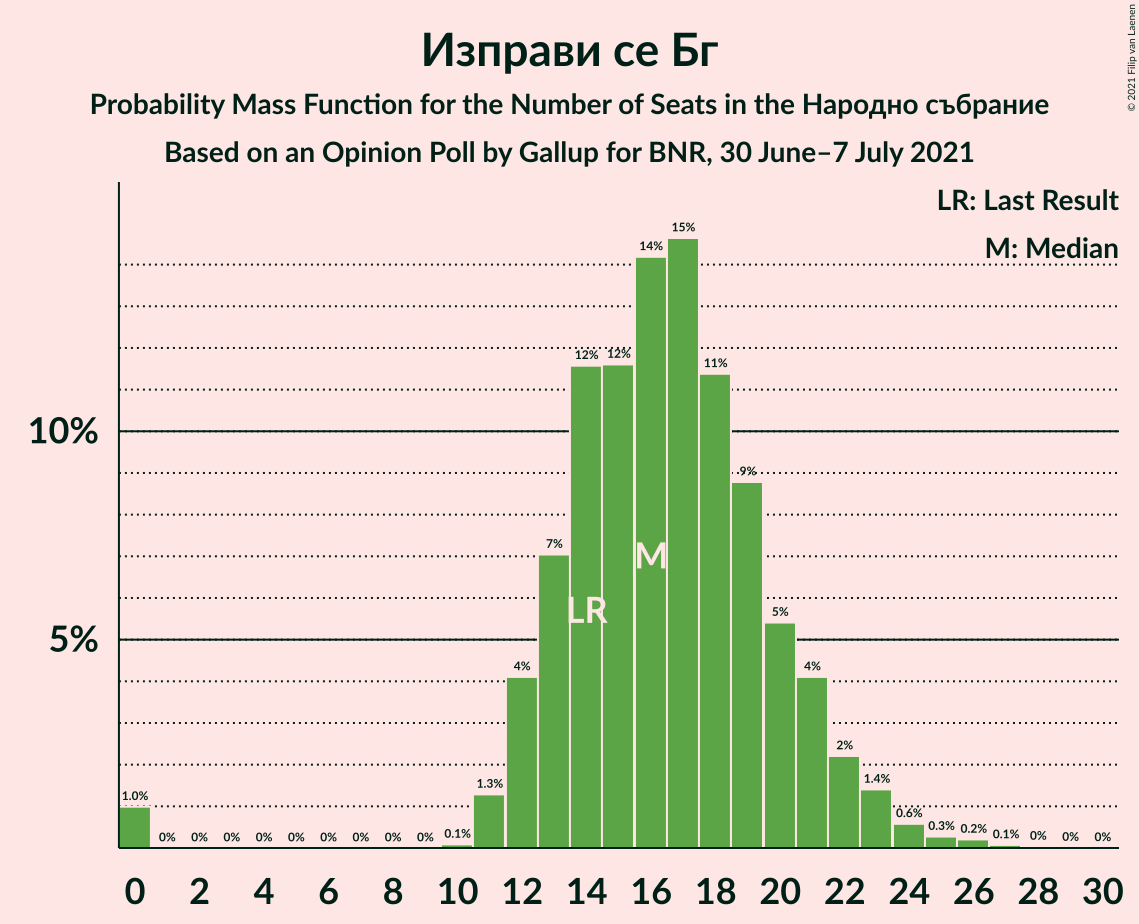 Изправи се Бг
Probability Mass Function for the Number of Seats in the Народно събрание
Based on an Opinion Poll by Gallup for BNR, 30 June–7 July 2021
© 2021 Filip van Laenen
LR: Last Result
M: Median
10%
5%
1.0% 0% 0% 0% 0% 0% 0% 0% 0% 0% 0.1% 1.3% 4% 7% 12% 12% 14% 15% 11% 9% 5% 4% 2% 1.4% 0.6% 0.3% 0.2% 0.1% 0% 0% 0%
LR
M
0 2 4 6 8 10 12 14 16 18 20 22 24 26 28 30